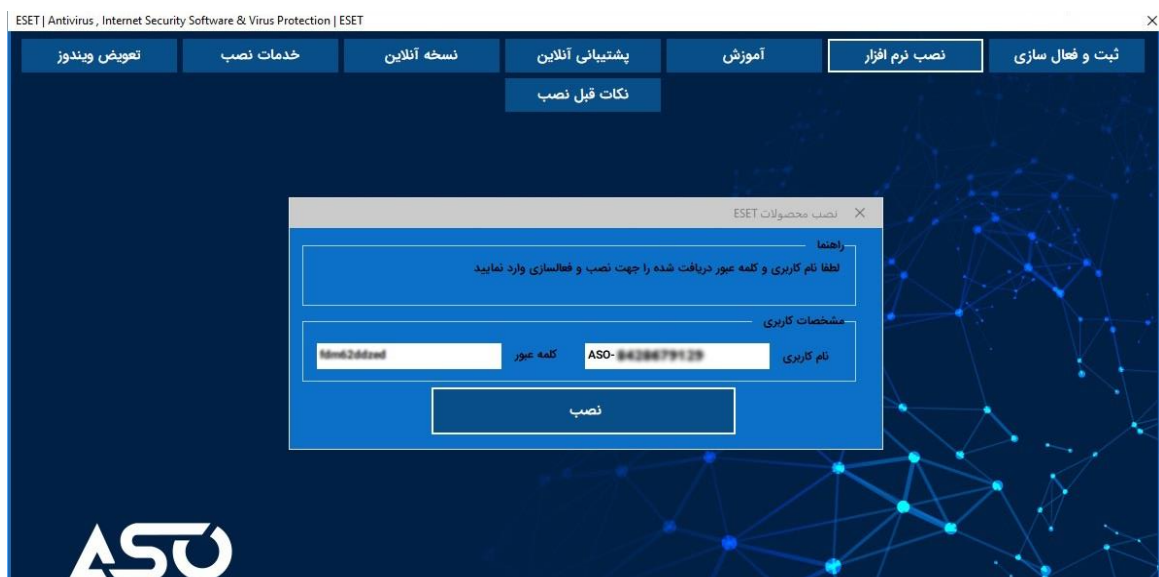 ESET | Antivirus , Internet Security Software & Virus Protection | ESET
ثبت و فعال سازی
نصب نرم افزار
آموزش
پشتیبانی آنلاین
نسخه آنلاین
خدمات نصب
تعویض ویندوز
نکات قبل نصب
نصب محصولات ESET
راهنما
لطفا نام کاربری و کلمه عبور دریافت شده را جهت نصب و فعالسازی وارد نمایید
مشخصات کاربری
نام کاربری
ASO-
کلمه عبور
نصب
ASO